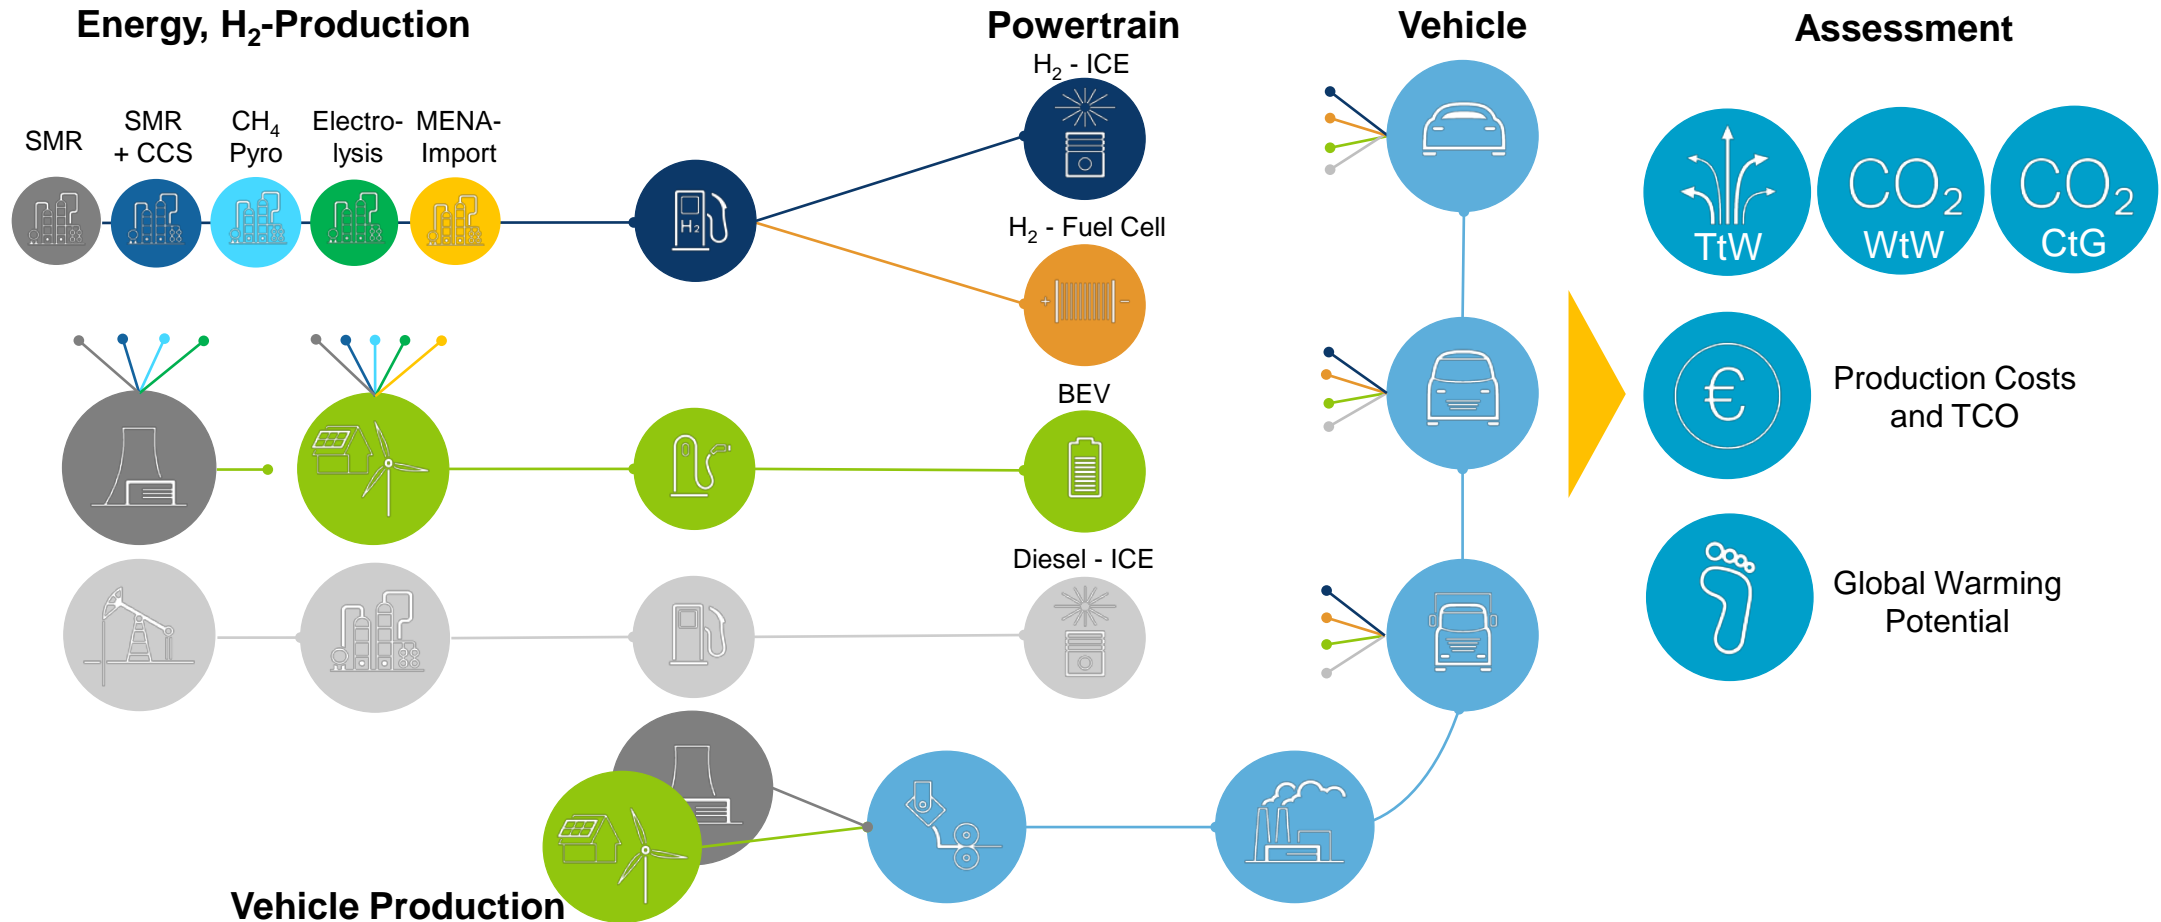 Energy, H₂-Production
Powertrain
Vehicle
Assessment
SMR
SMR
+ CCS
CH₄
Pyro
Electro-
lysis
MENA-
Import
H₂
H₂ - ICE
H₂ - Fuel Cell
+ −
BEV
Diesel - ICE
TtW
CO₂
WtW
CO₂
CtG
€
Production Costs
and TCO
Global Warming
Potential
Vehicle Production